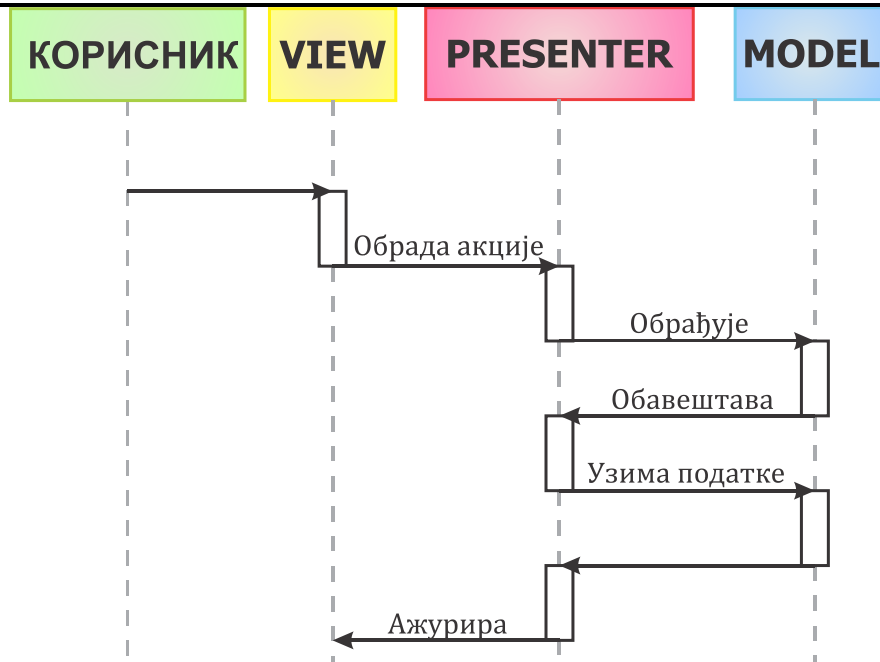 КОРИСНИК
VIEW
PRESENTER
MODEL
Обрада акције
Обрађује
Обавештава
Узима податке
Ажурира